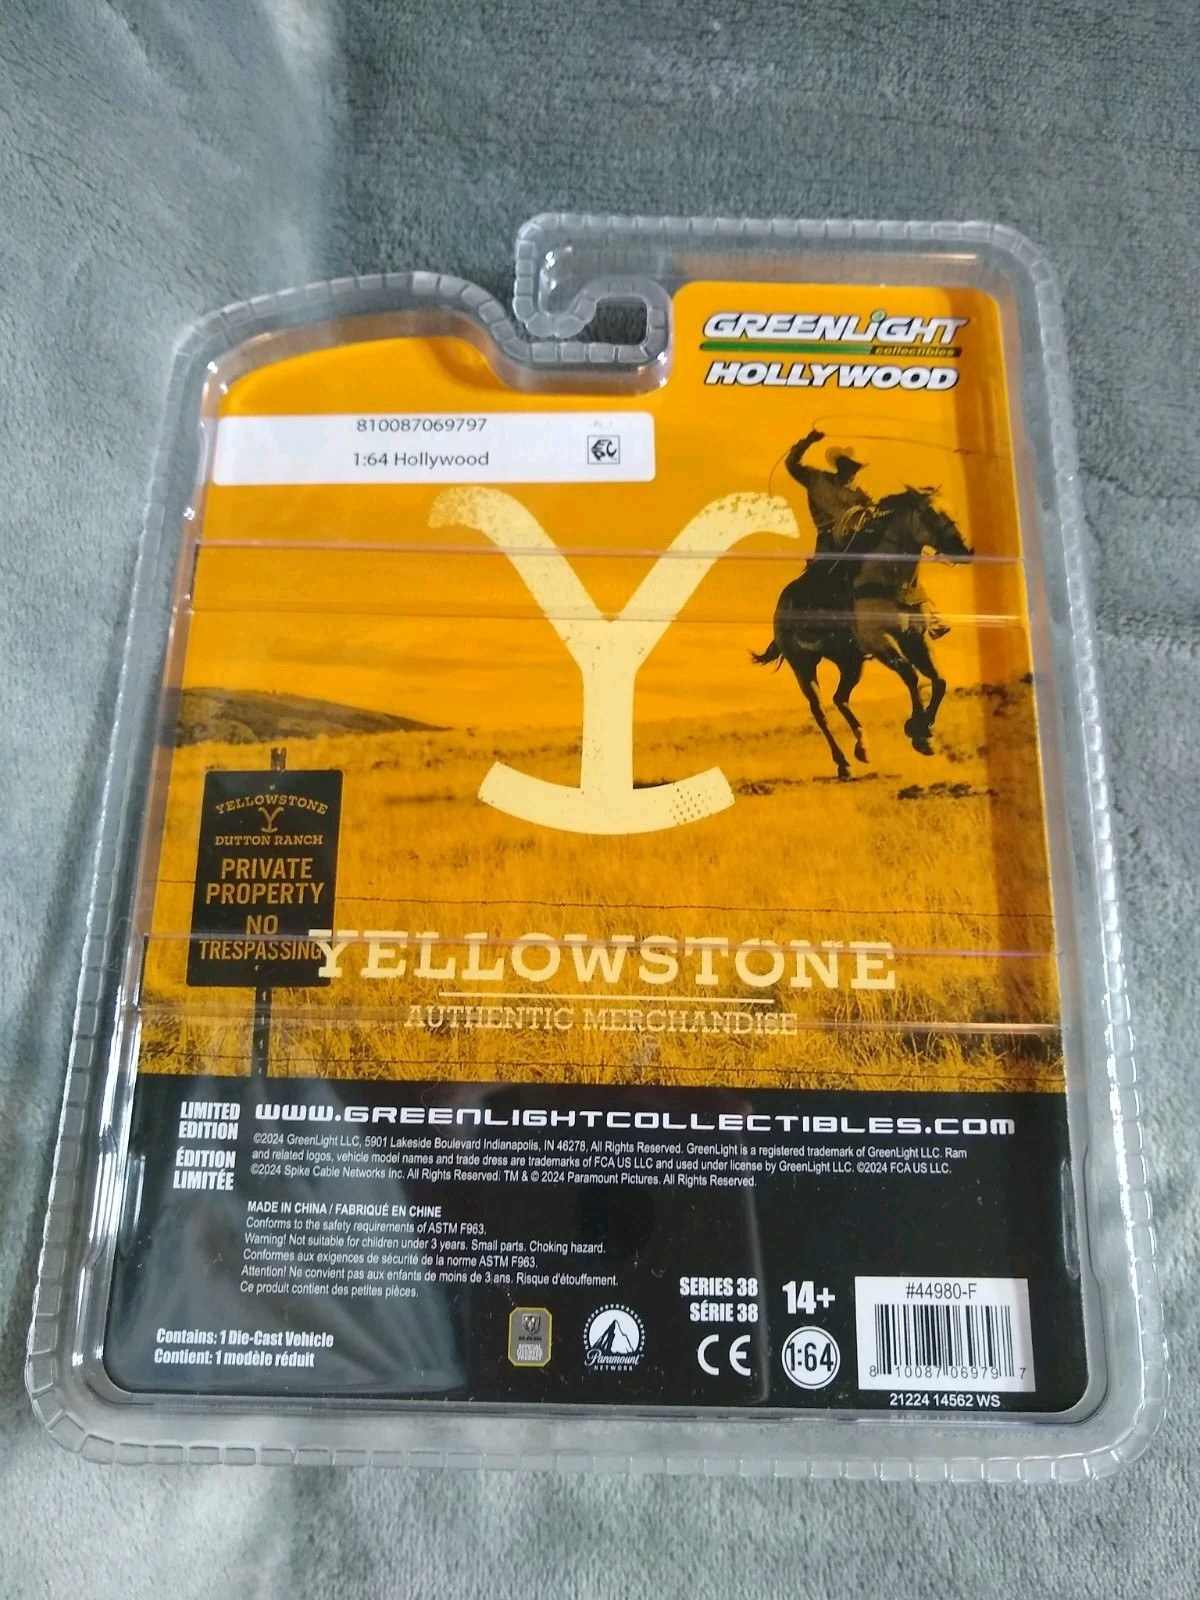 GREENLiGHT
collectibles
HOLLYWOOD
810087069797
1:64 Hollywood
Y
YELLOWSTONE
Y
DUTTON RANCH
PRIVATE
PROPERTY
NO
TRESPASSING
YELLOWSTONE
AUTHENTIC MERCHANDISE
LIMITED
EDITION
ÉDITION
LIMITÉE
WWW.GREENLIGHTCOLLECTIBLES.COM
©2024 GreenLight LLC, 5901 Lakeside Boulevard Indianapolis, IN 46278, All Rights Reserved. GreenLight is a registered trademark of GreenLight LLC. Ram
and related logos, vehicle model names and trade dress are trademarks of FCA US LLC and used under license by GreenLight LLC. ©2024 FCA US LLC.
©2024 Spike Cable Networks Inc. All Rights Reserved. TM & © 2024 Paramount Pictures. All Rights Reserved.
MADE IN CHINA / FABRIQUÉ EN CHINE
Conforms to the safety requirements of ASTM F963.
Warning! Not suitable for children under 3 years. Small parts. Choking hazard.
Conformes aux exigences de sécurité de la norme ASTM F963.
Attention! Ne convient pas aux enfants de moins de 3 ans. Risque d'étouffement.
Ce produit contient des petites pièces.
Contains: 1 Die-Cast Vehicle
Contient: 1 modèle réduit
RAM
OFFICIAL
LICENSED
PRODUCT
Paramount
NETWORK
SERIES 38
SÉRIE 38
CE
14+
1:64
#44980-F
8 10087 06979 7
21224 14562 WS